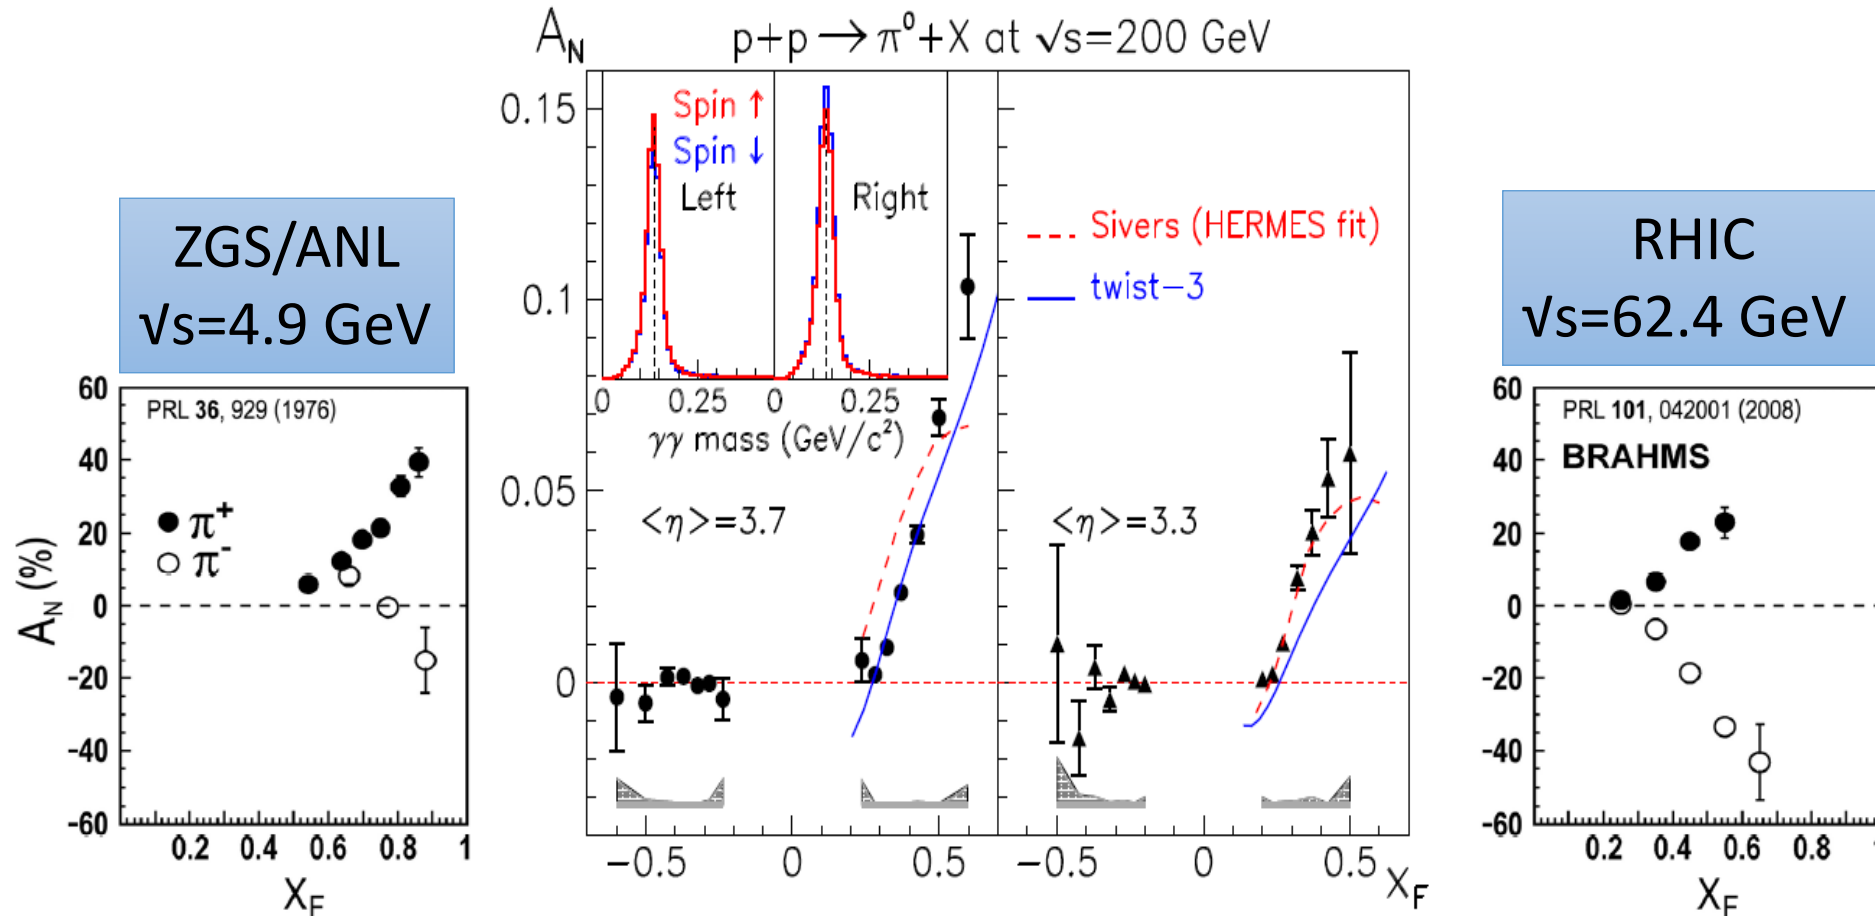 ZGS/ANL
√s=4.9 GeV
PRL 36, 929 (1976)
60
40
20
0
-20
-40
-60
A_N (%)
π⁺
π⁻
0.2 0.4 0.6 0.8 1
X_F
A_N p+p→π⁰+X at √s=200 GeV
0.15
0.1
0.05
0
Spin ↑
Spin ↓
Left
Right
0 0.25 0 0.25
γγ mass (GeV/c²)
<η>=3.7
Sivers (HERMES fit)
twist-3
<η>=3.3
-0.5 0 0.5 -0.5 0 0.5 X_F
RHIC
√s=62.4 GeV
PRL 101, 042001 (2008)
BRAHMS
60
40
20
0
-20
-40
-60
0.2 0.4 0.6 0.8
X_F